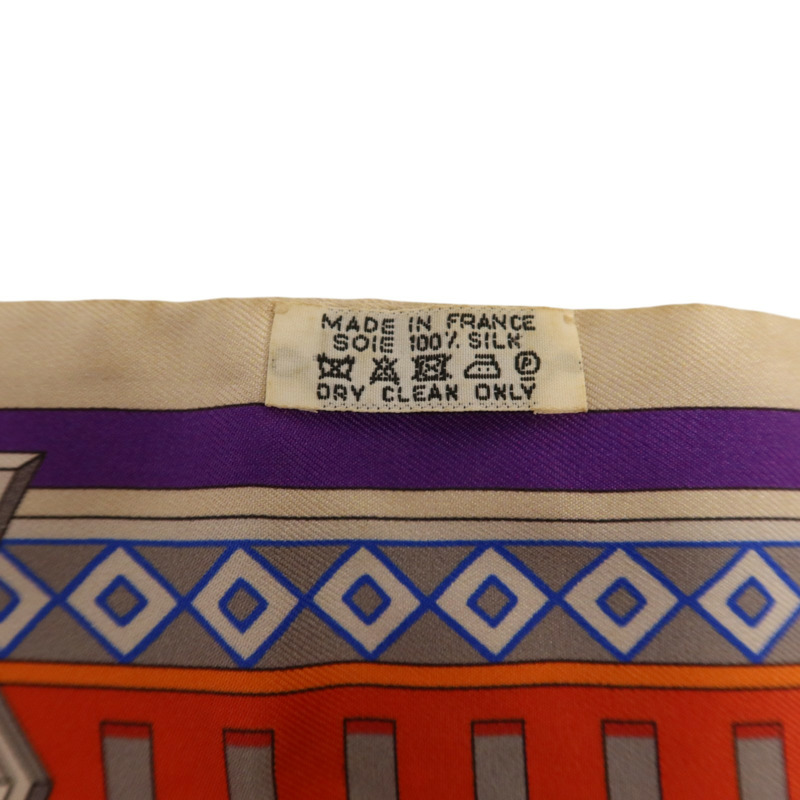 MADE IN FRANCE
SOIE 100% SILK
P
DRY CLEAN ONLY